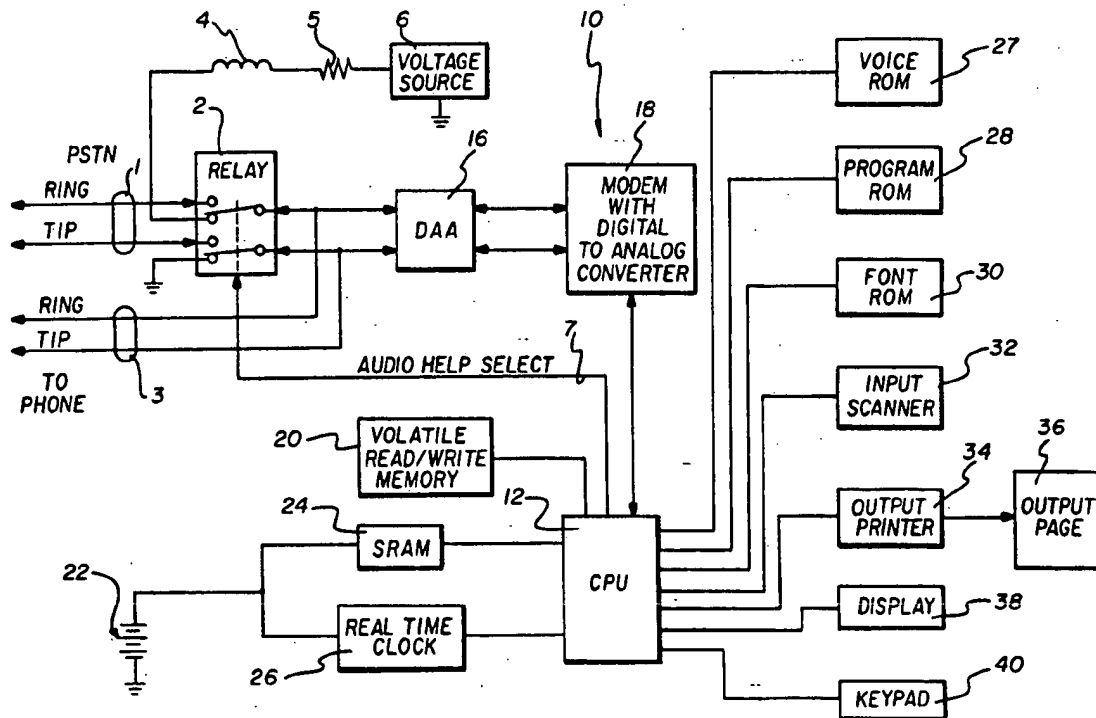 4
5
6
VOLTAGE
SOURCE
10
VOICE
ROM
27
2
PSTN
1
RELAY
16
18
RING
TIP
DAA
MODEM
WITH
DIGITAL
TO ANALOG
CONVERTER
PROGRAM
ROM
28
FONT
ROM
30
RING
TIP
TO
PHONE
3
7
AUDIO HELP SELECT
INPUT
SCANNER
32
20
VOLATILE
READ/WRITE
MEMORY
12
CPU
OUTPUT
PRINTER
34
36
OUTPUT
PAGE
24
SRAM
22
REAL TIME
CLOCK
26
DISPLAY
38
KEYPAD
40